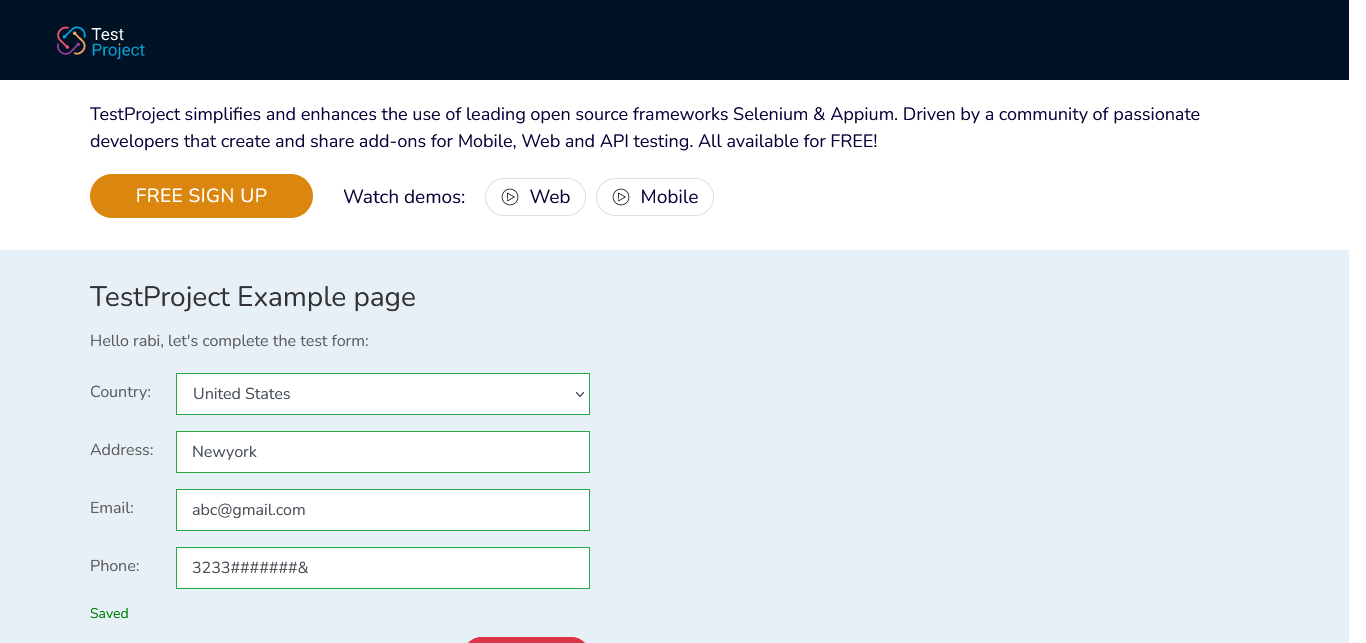 Test
Project
TestProject simplifies and enhances the use of leading open source frameworks Selenium & Appium. Driven by a community of passionate
developers that create and share add-ons for Mobile, Web and API testing. All available for FREE!
FREE SIGN UP
Watch demos:
Web
Mobile
TestProject Example page
Hello rabi, let's complete the test form:
Country:
United States
Address:
Newyork
Email:
abc@gmail.com
Phone:
3233#######&
Saved